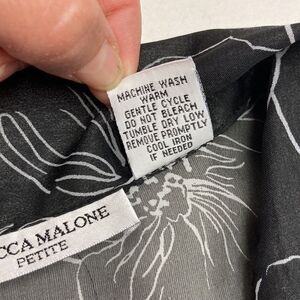 MACHINE WASH
WARM
GENTLE CYCLE
DO NOT BLEACH
TUMBLE DRY LOW
REMOVE PROMPTLY
COOL IRON
IF NEEDED
CCA MALONE
PETITE